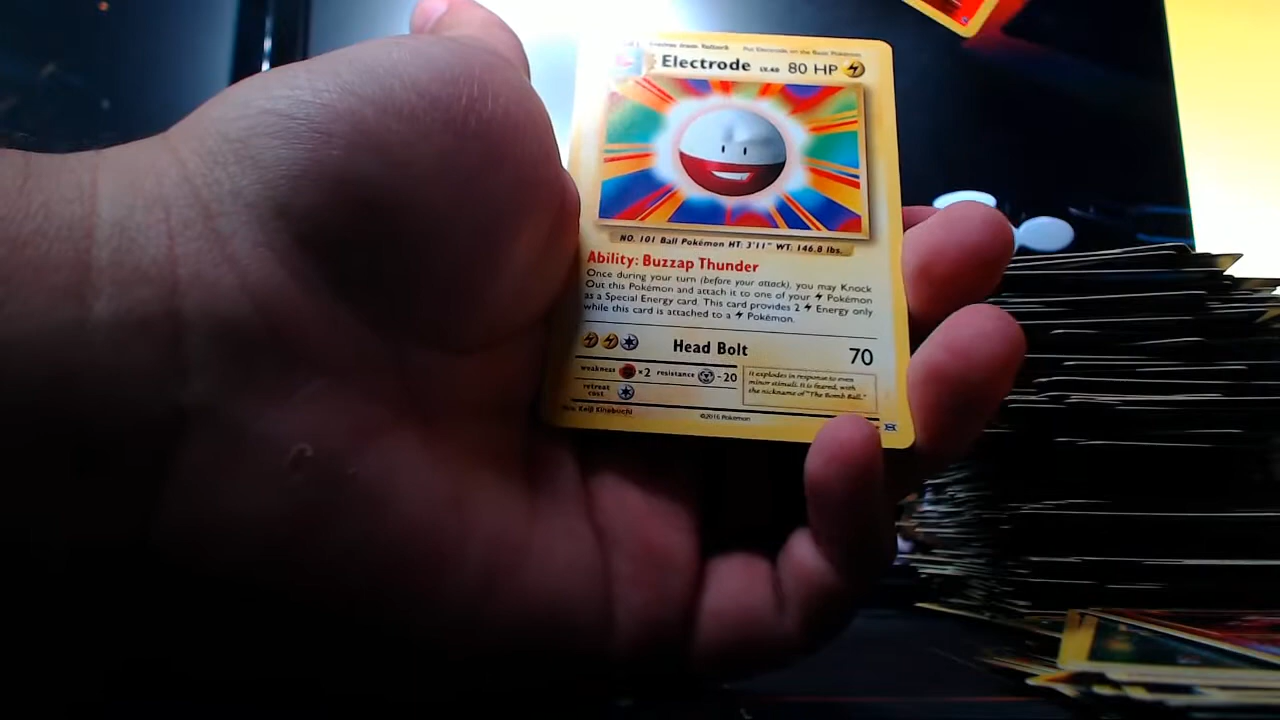 Put Electrode on the Basic Pokémon
Electrode LV.40 80 HP
NO. 101 Ball Pokémon HT: 3'11" WT: 146.8 lbs.
Ability: Buzzap Thunder
Once during your turn (before your attack), you may Knock
Out this Pokémon and attach it to one of your Pokémon
as a Special Energy card. This card provides 2 Energy only
while this card is attached to a Pokémon.
Head Bolt 70
weakness ×2 resistance -20
retreat
cost
It explodes in response to even
minor stimuli. It is feared, with
the nickname of "The Bomb Ball."
Illus. Keiji Kinebuchi ©2016 Pokémon